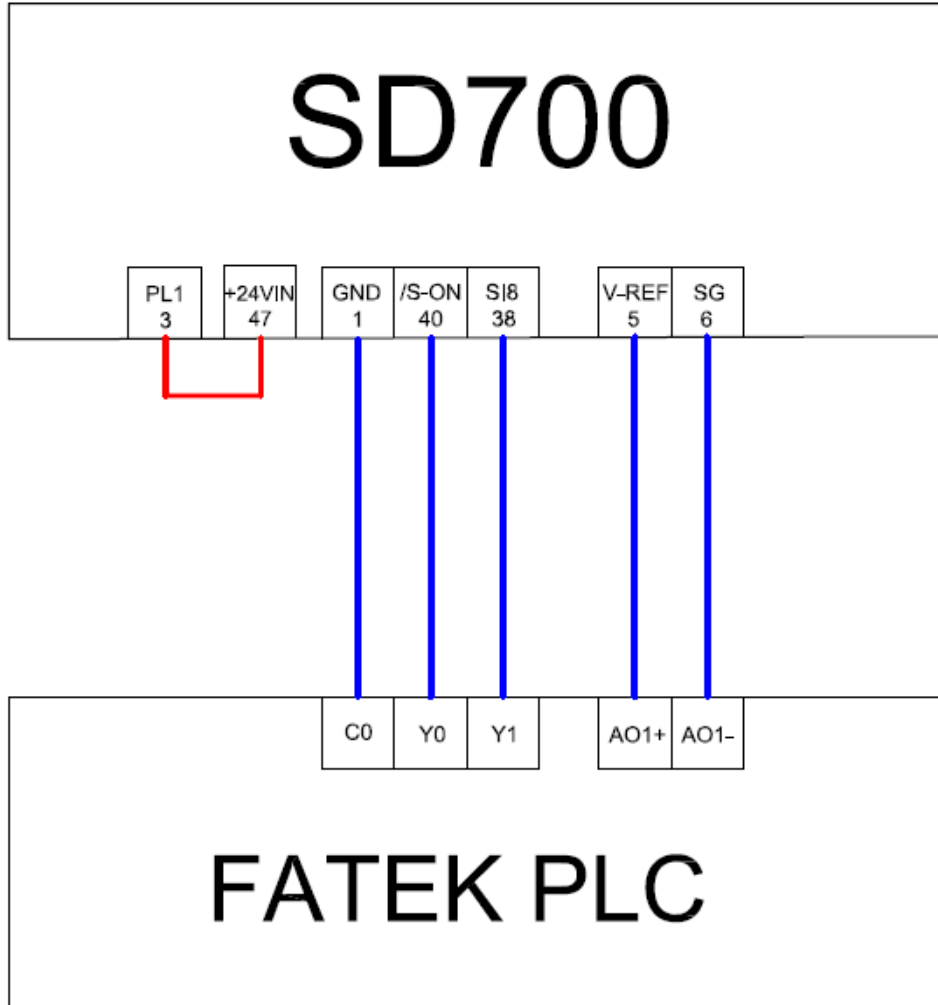 SD700
PL1 +24VIN GND /S-ON SI8 V-REF SG
3 47 1 40 38 5 6
C0 Y0 Y1 AO1+ AO1-
FATEK PLC